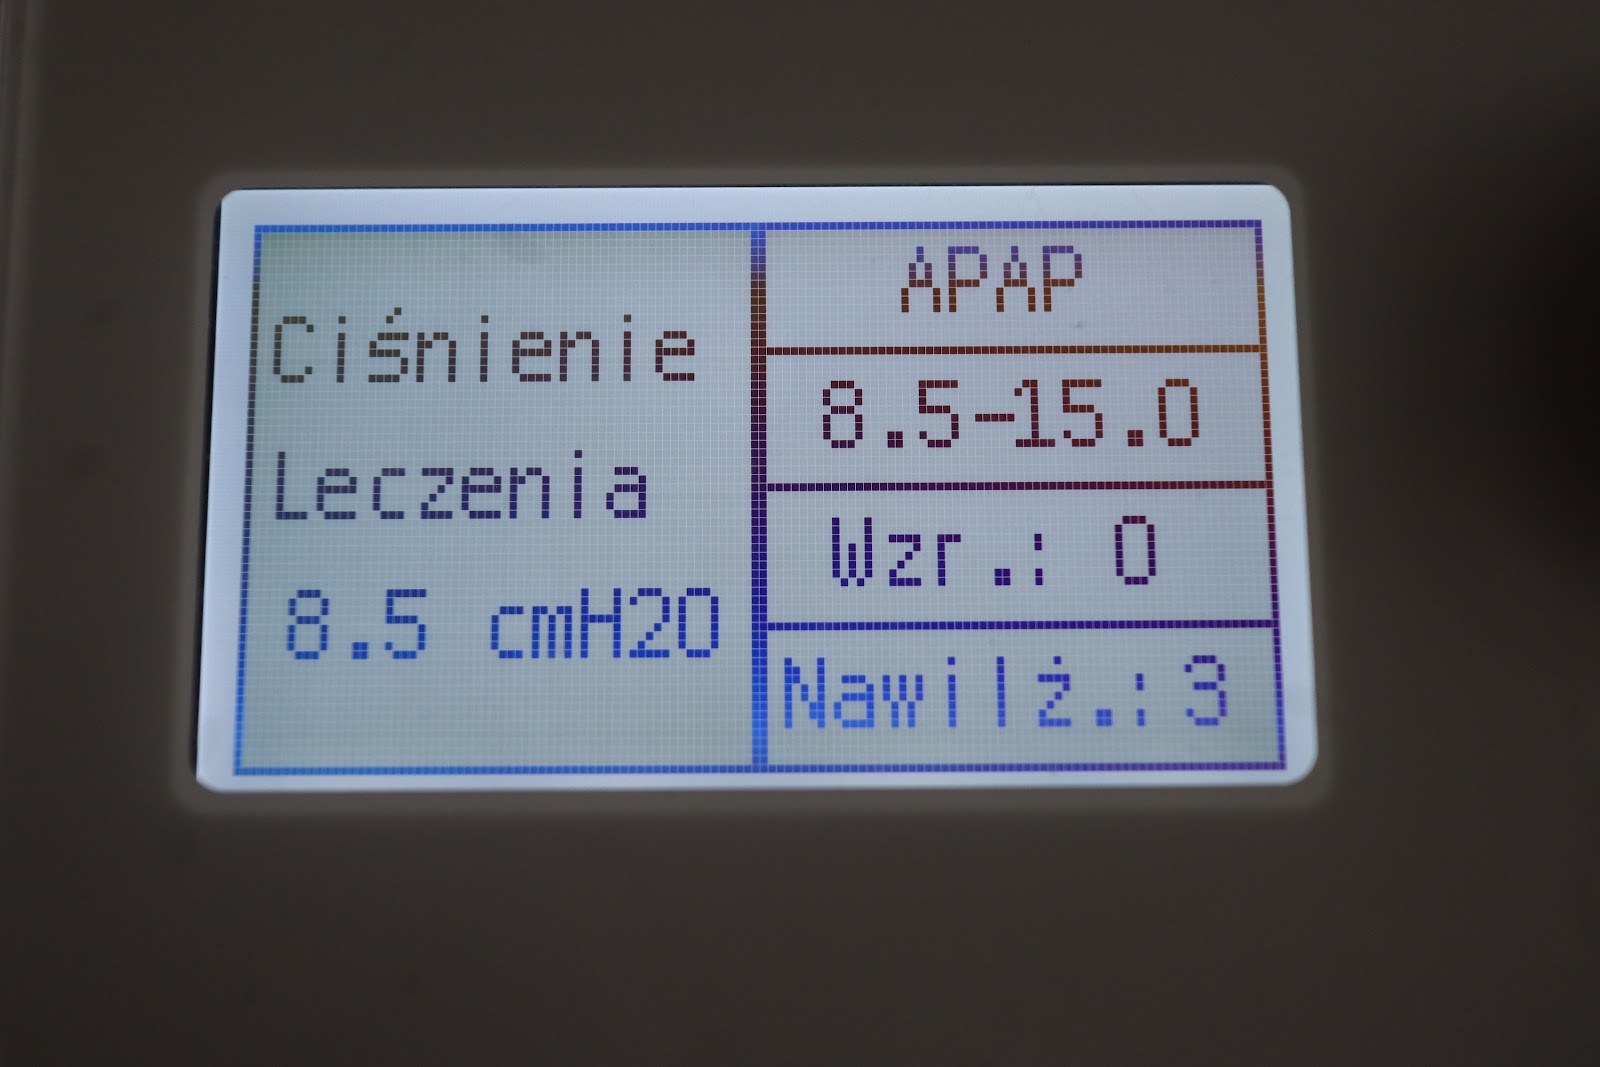 Ciśnienie
Leczenia
8.5 cmH2O
APAP
8.5-15.0
Wzr.: 0
Nawilż.: 3